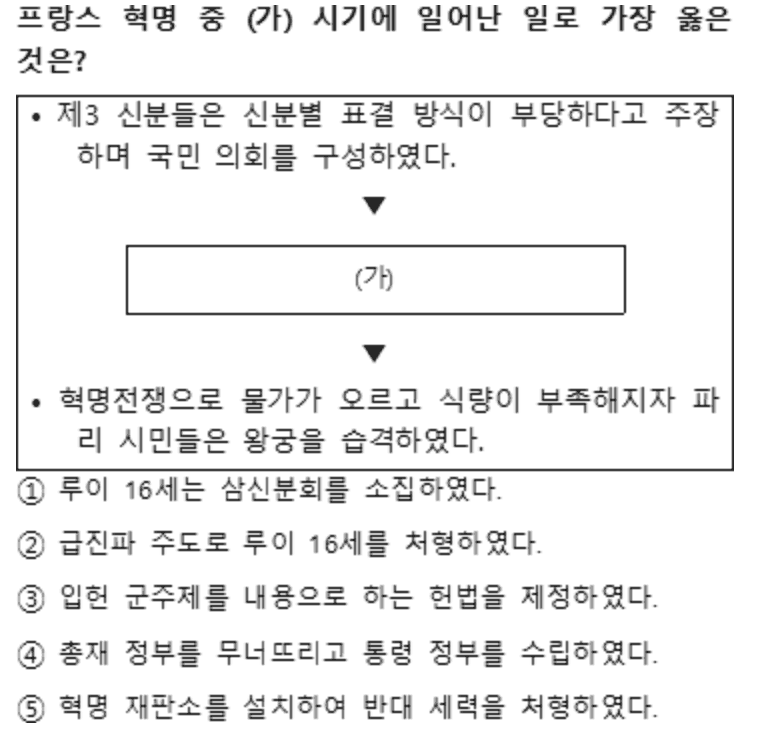 프랑스 혁명 중 (가) 시기에 일어난 일로 가장 옳은
것은?
• 제3 신분들은 신분별 표결 방식이 부당하다고 주장
하며 국민 의회를 구성하였다.
▼
(가)
▼
• 혁명전쟁으로 물가가 오르고 식량이 부족해지자 파
리 시민들은 왕궁을 습격하였다.
① 루이 16세는 삼신분회를 소집하였다.
② 급진파 주도로 루이 16세를 처형하였다.
③ 입헌 군주제를 내용으로 하는 헌법을 제정하였다.
④ 총재 정부를 무너뜨리고 통령 정부를 수립하였다.
⑤ 혁명 재판소를 설치하여 반대 세력을 처형하였다.